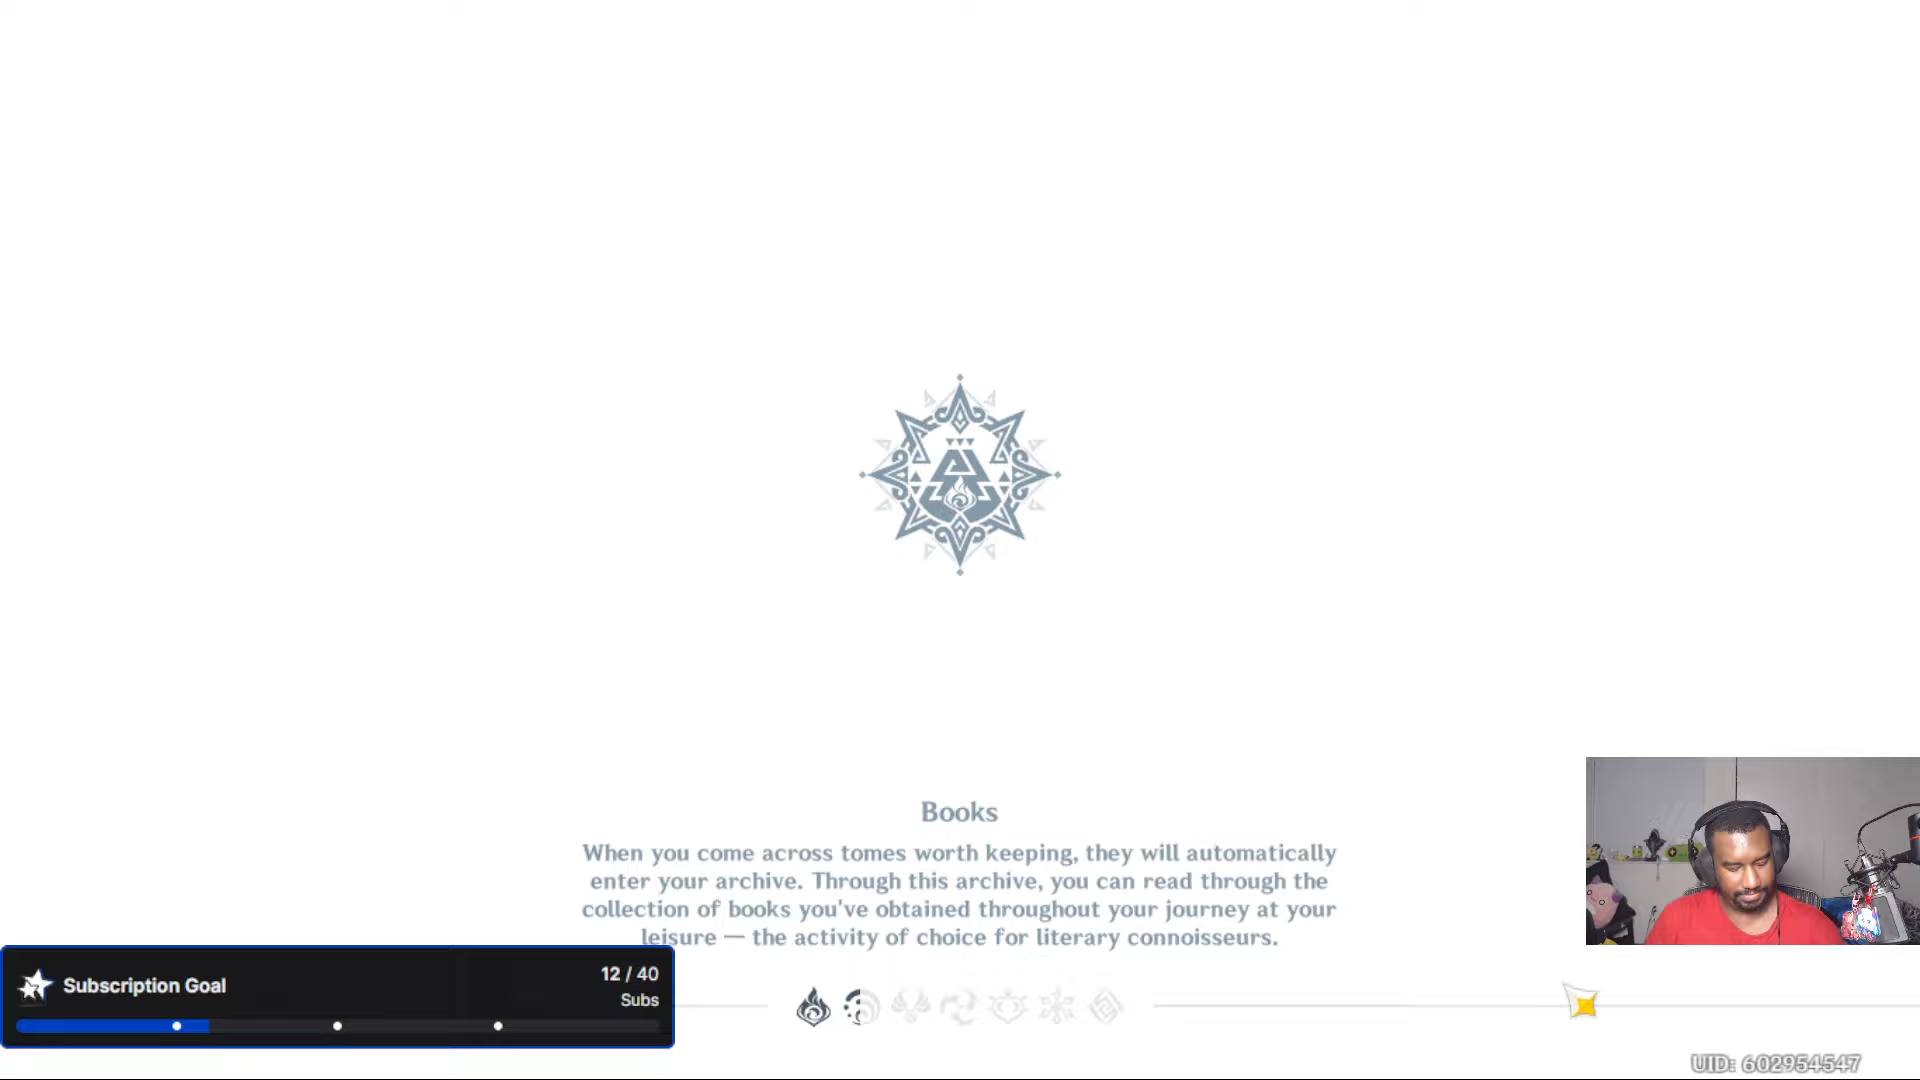 Books
When you come across tomes worth keeping, they will automatically
enter your archive. Through this archive, you can read through the
collection of books you've obtained throughout your journey at your
leisure — the activity of choice for literary connoisseurs.
Subscription Goal
12 / 40
Subs
UID: 602954547